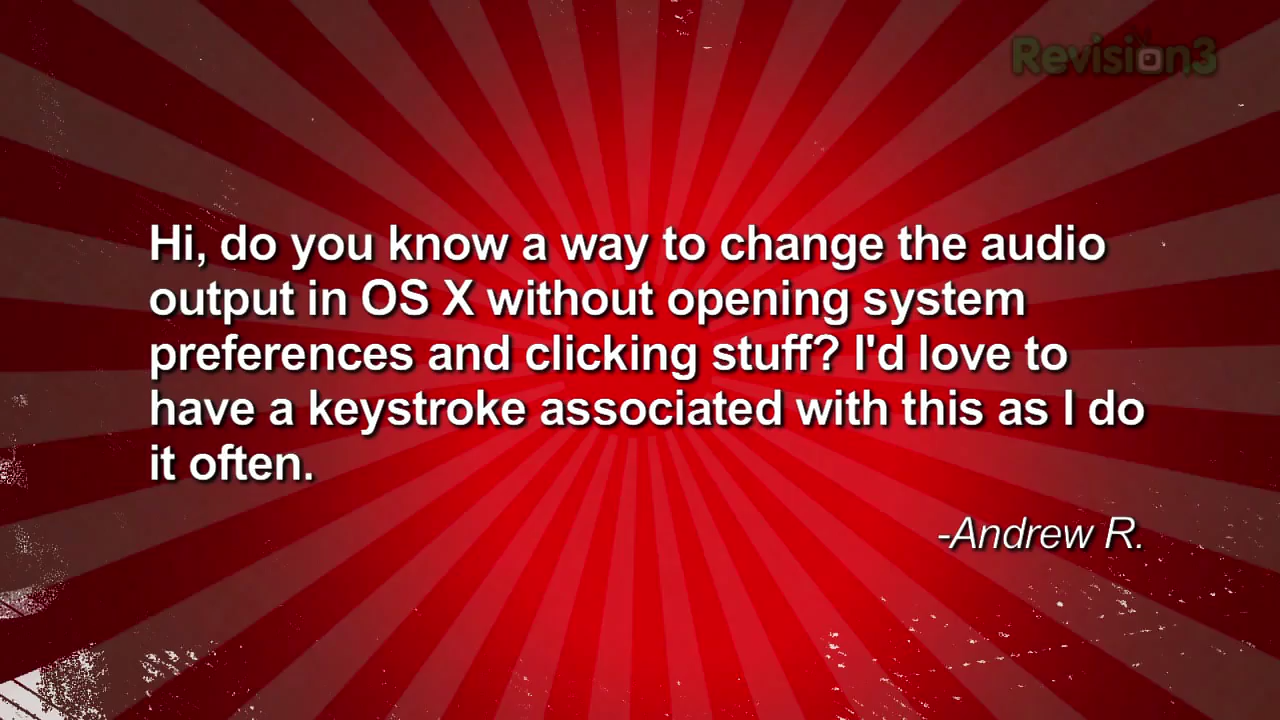 Revision3
Hi, do you know a way to change the audio
output in OS X without opening system
preferences and clicking stuff? I'd love to
have a keystroke associated with this as I do
it often.
-Andrew R.